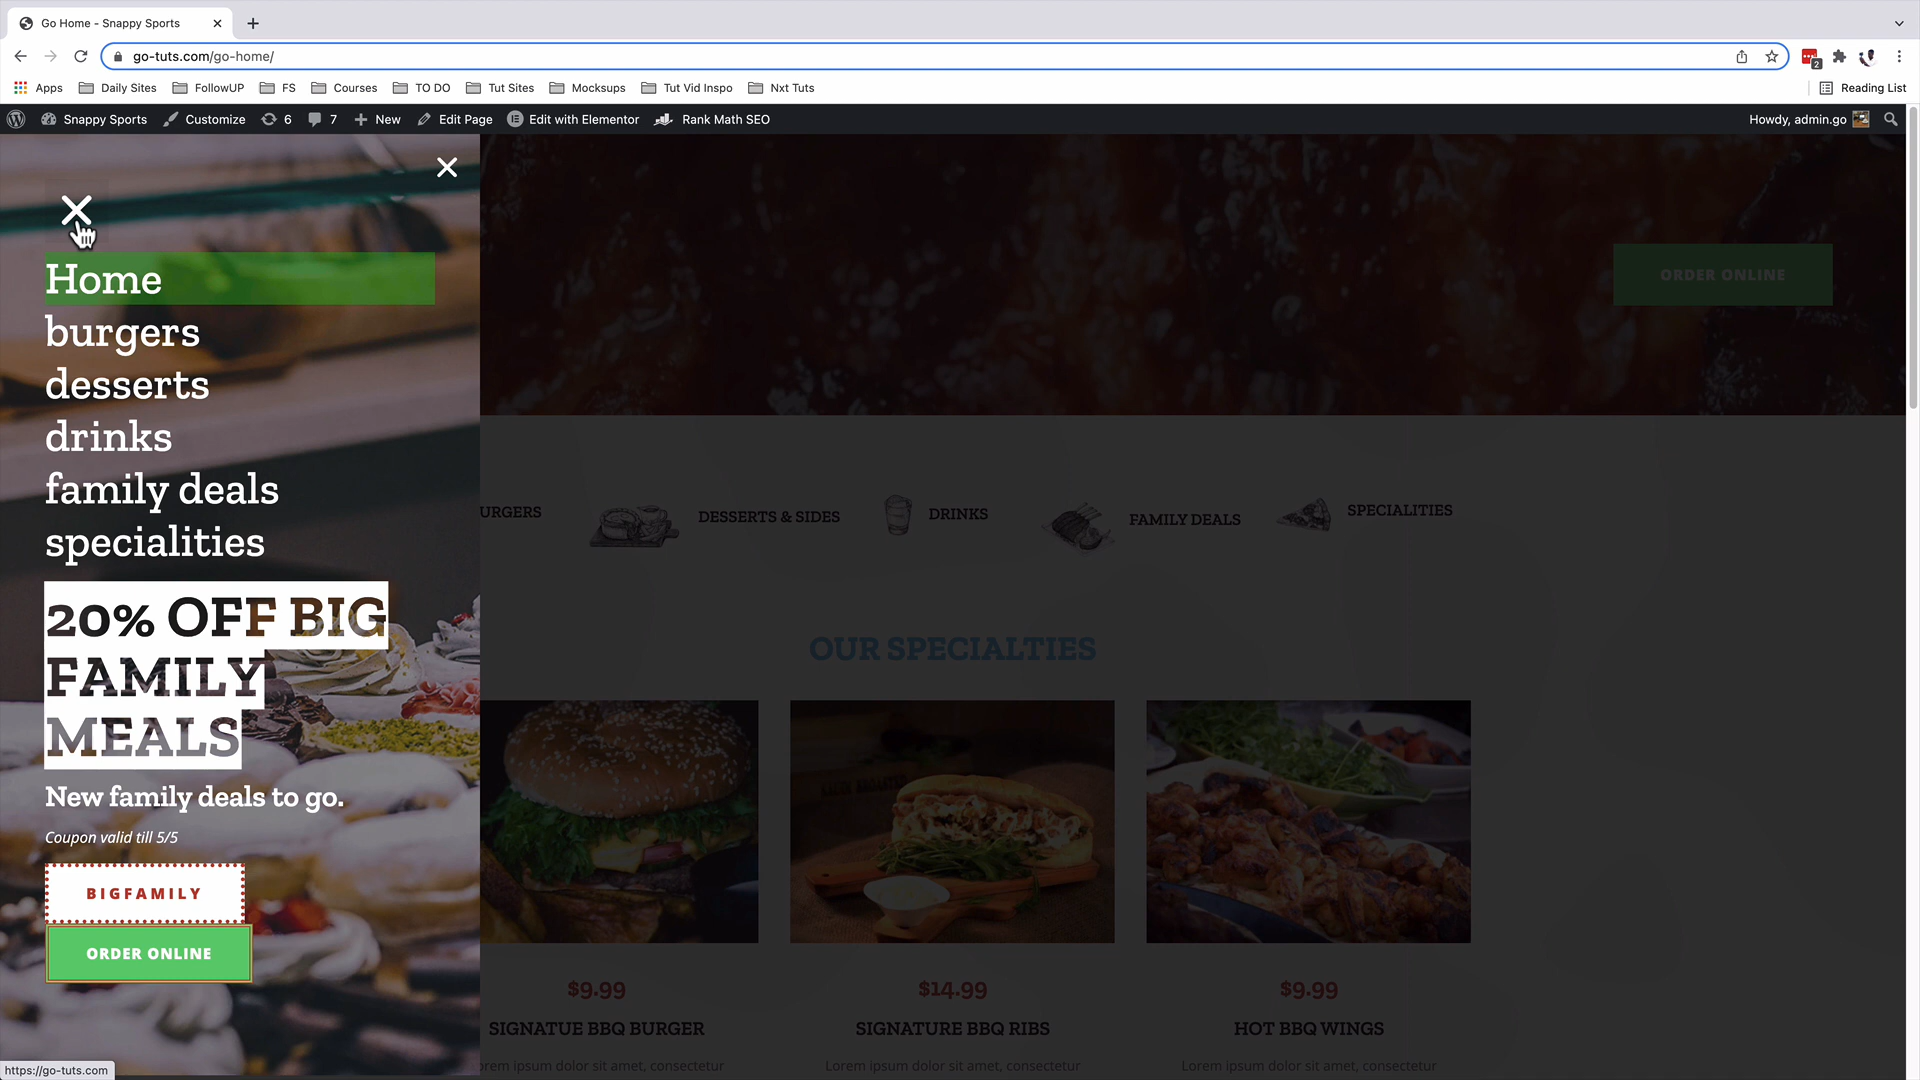 Go Home - Snappy Sports
go-tuts.com/go-home/
2
Apps Daily Sites FollowUP FS Courses TO DO Tut Sites Mocksups Tut Vid Inspo Nxt Tuts Reading List
Snappy Sports Customize 6 7 New Edit Page Edit with Elementor Rank Math SEO Howdy, admin.go
ORDER ONLINE
Home
burgers
desserts
drinks
family deals
specialities
20% OFF BIG
FAMILY
MEALS
New family deals to go.
Coupon valid till 5/5
BIGFAMILY
ORDER ONLINE
URGERS DESSERTS & SIDES DRINKS FAMILY DEALS SPECIALITIES
OUR SPECIALTIES
$9.99 $14.99 $9.99
SIGNATUE BBQ BURGER SIGNATURE BBQ RIBS HOT BBQ WINGS
orem ipsum dolor sit amet, consectetur Lorem ipsum dolor sit amet, consectetur Lorem ipsum dolor sit amet, consectetur
https://go-tuts.com